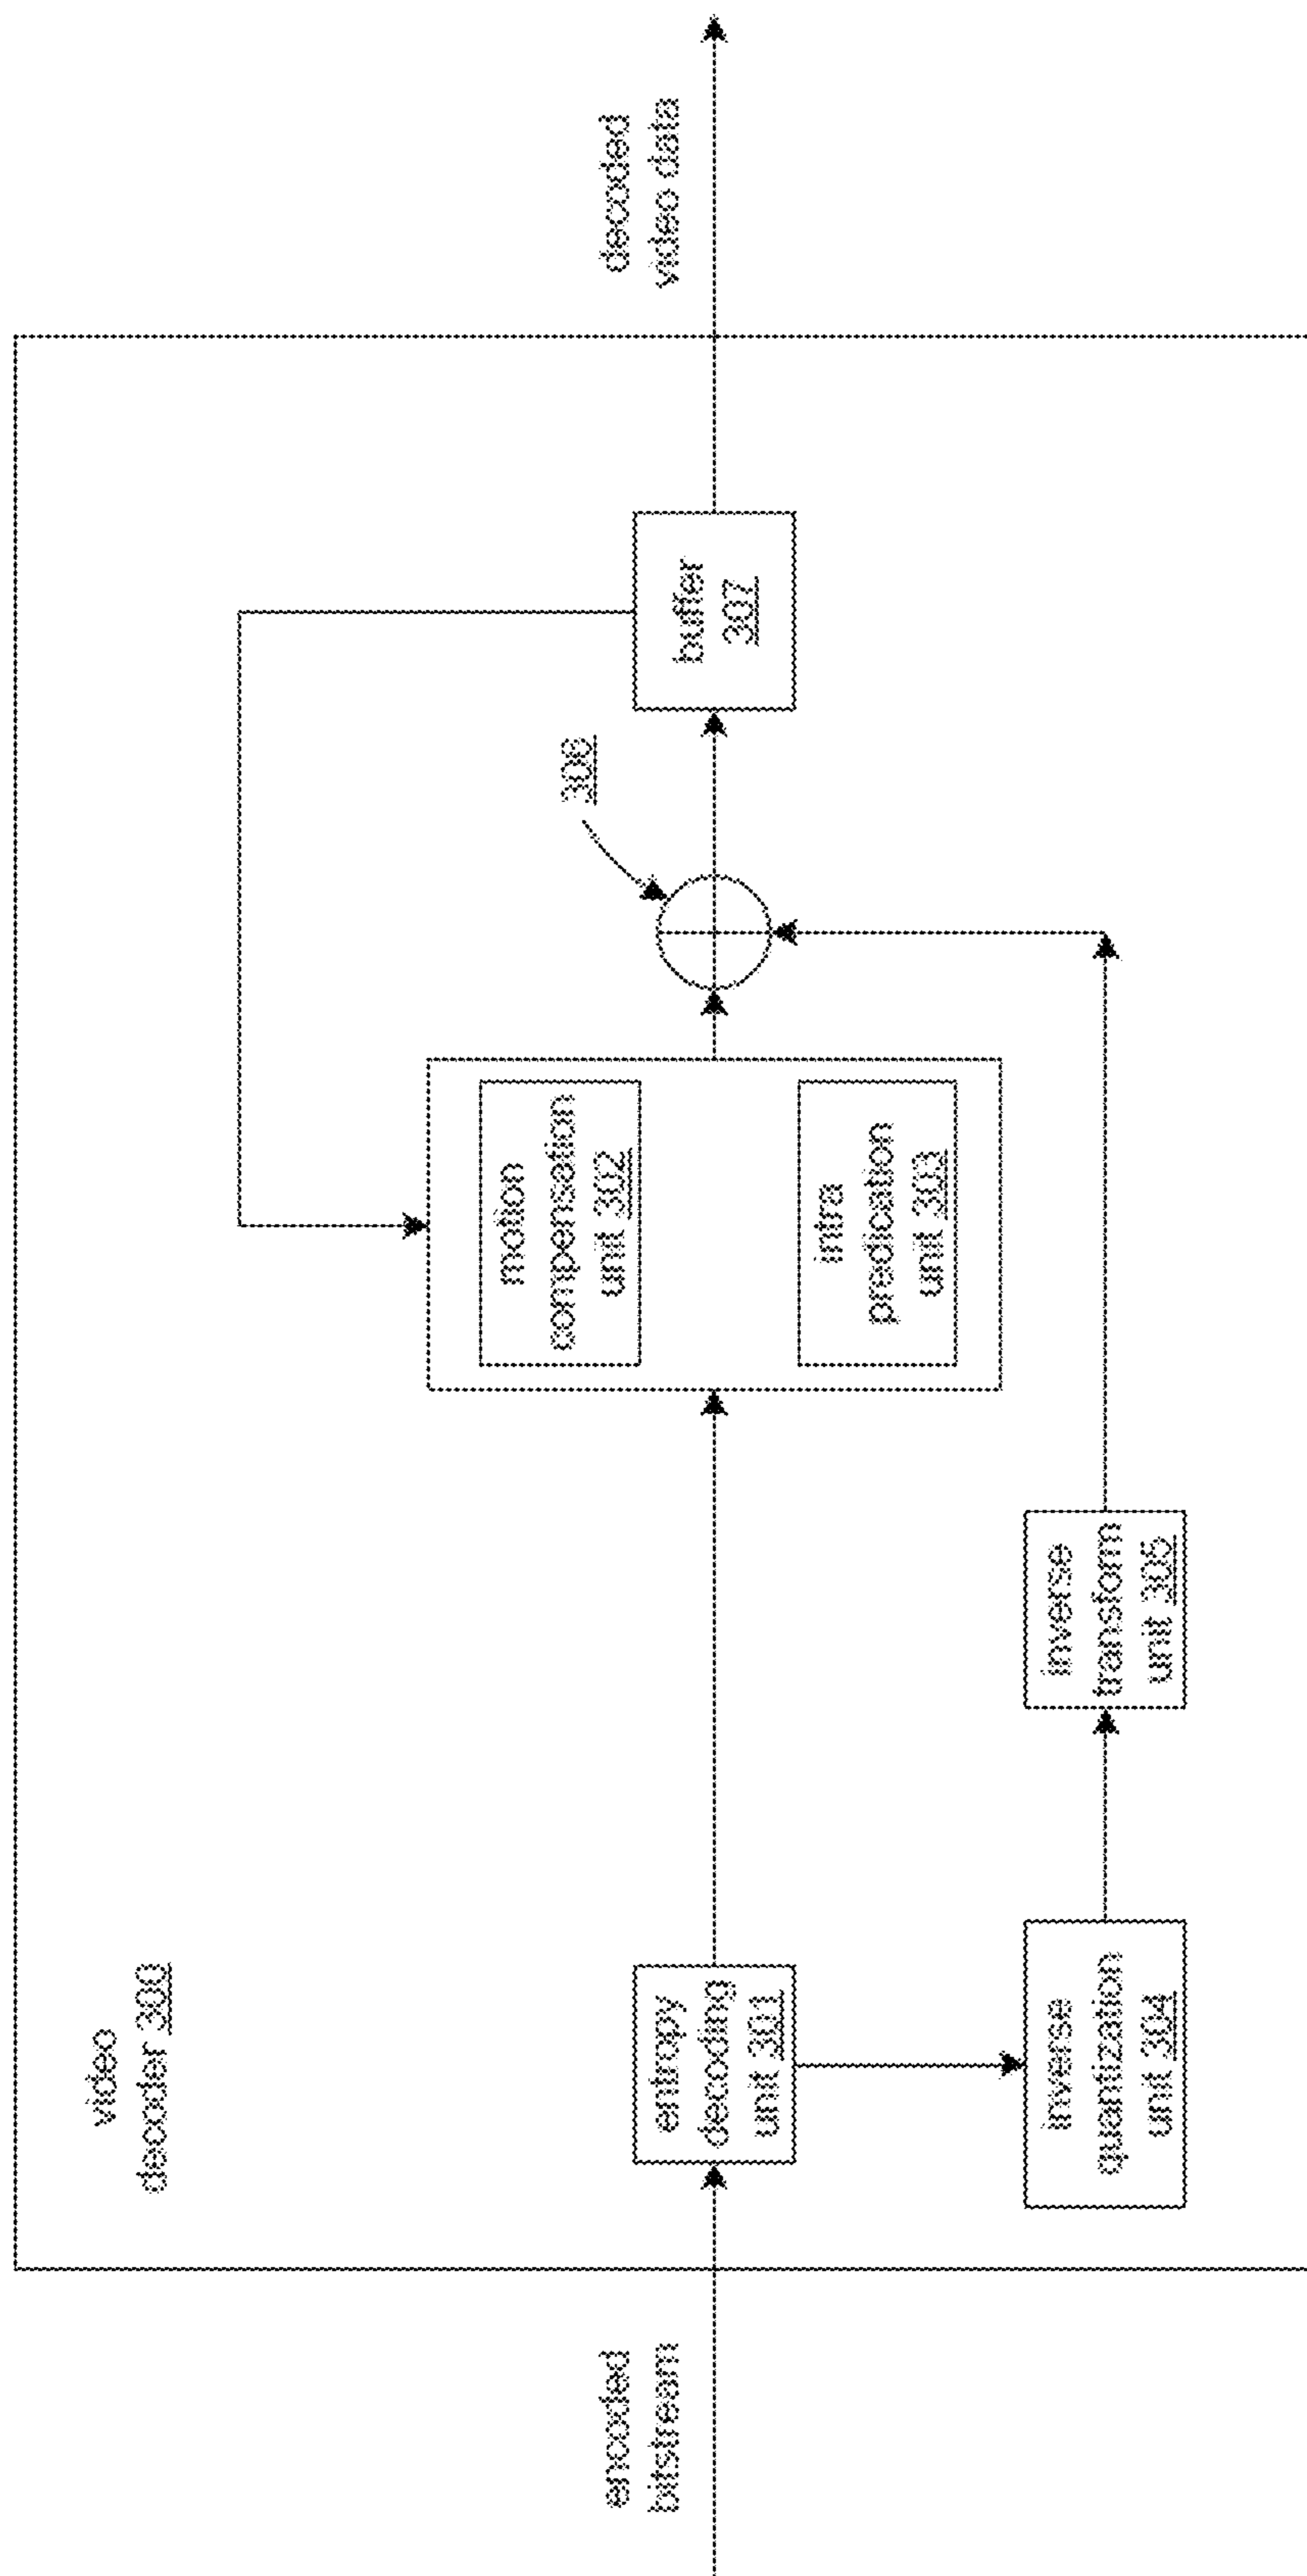 video
decoder 300
encoded
bitstream
entropy
decoding
unit 301
inverse
quantization
unit 304
inverse
transform
unit 305
motion
compensation
unit 302
intra
predication
unit 303
306
buffer
307
decoded
video data